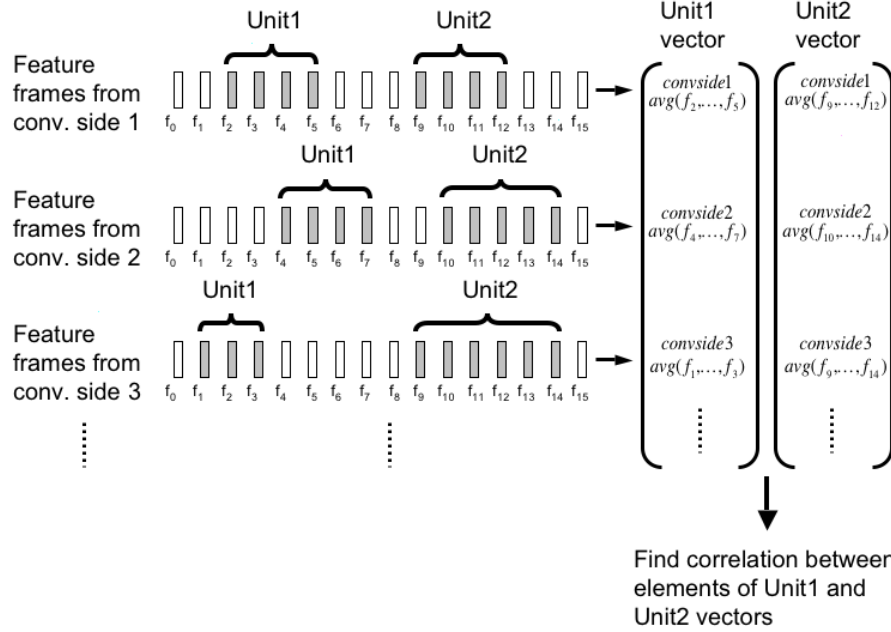 Unit1 Unit2
Unit1 vector
Unit2 vector
Feature frames from conv. side 1
f₀ f₁ f₂ f₃ f₄ f₅ f₆ f₇ f₈ f₉ f₁₀ f₁₁ f₁₂ f₁₃ f₁₄ f₁₅
convside1
avg(f₂,...,f₅)
convside1
avg(f₉,...,f₁₂)
Unit1 Unit2
Feature frames from conv. side 2
f₀ f₁ f₂ f₃ f₄ f₅ f₆ f₇ f₈ f₉ f₁₀ f₁₁ f₁₂ f₁₃ f₁₄ f₁₅
convside2
avg(f₄,...,f₇)
convside2
avg(f₁₀,...,f₁₄)
Unit1 Unit2
Feature frames from conv. side 3
f₀ f₁ f₂ f₃ f₄ f₅ f₆ f₇ f₈ f₉ f₁₀ f₁₁ f₁₂ f₁₃ f₁₄ f₁₅
convside3
avg(f₁,...,f₃)
convside3
avg(f₉,...,f₁₄)
Find correlation between
elements of Unit1 and
Unit2 vectors